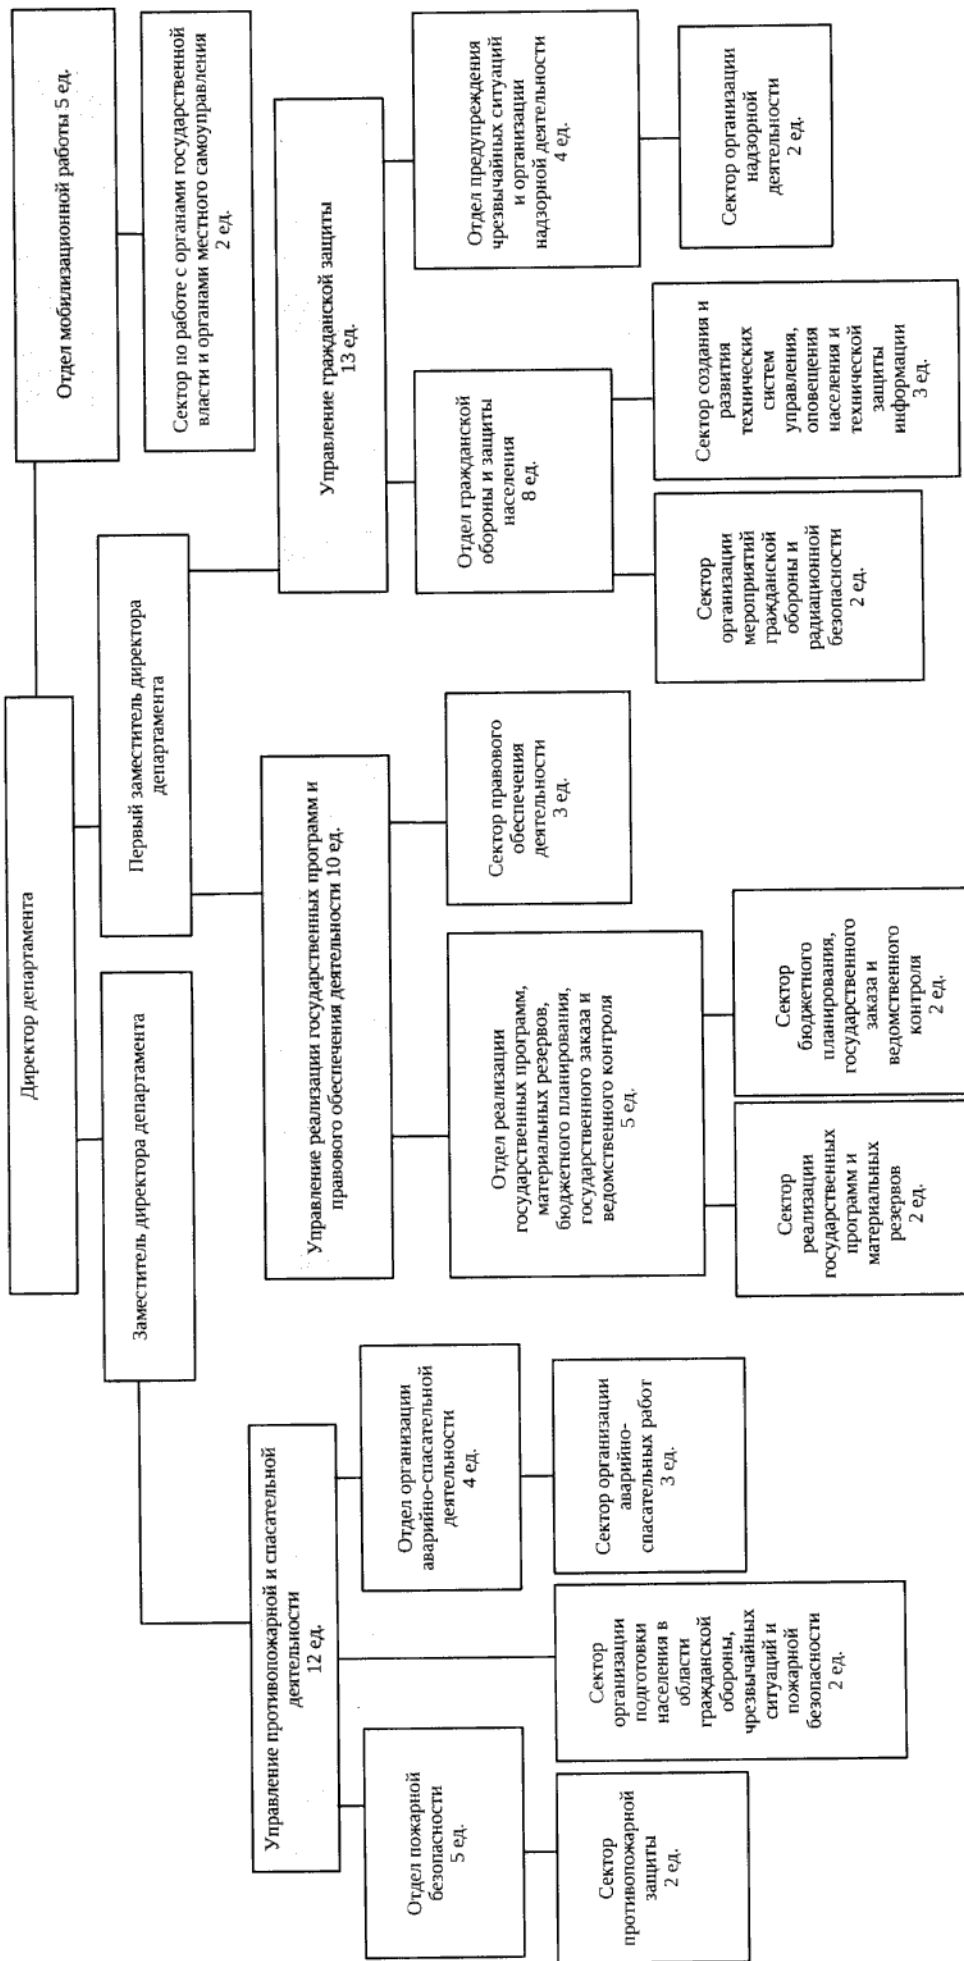 Директор департамента
Отдел мобилизационной работы 5 ед.
Сектор по работе с органами государственной
власти и органами местного самоуправления
2 ед.
Заместитель директора департамента
Первый заместитель директора
департамента
Управление противопожарной и спасательной
деятельности
12 ед.
Управление реализации государственных программ и
правового обеспечения деятельности 10 ед.
Управление гражданской защиты
13 ед.
Отдел пожарной
безопасности
5 ед.
Отдел организации
аварийно-спасательной
деятельности
4 ед.
Отдел реализации
государственных программ,
материальных резервов,
бюджетного планирования,
государственного заказа и
ведомственного контроля
5 ед.
Сектор правового
обеспечения
деятельности
3 ед.
Отдел гражданской
обороны и защиты
населения
8 ед.
Отдел предупреждения
чрезвычайных ситуаций
и организации
надзорной деятельности
4 ед.
Сектор
противопожарной
защиты
2 ед.
Сектор
организации
подготовки
населения в
области
гражданской
обороны,
чрезвычайных
ситуаций и
пожарной
безопасности
2 ед.
Сектор организации
аварийно-
спасательных работ
3 ед.
Сектор
реализации
государственных
программ и
материальных
резервов
2 ед.
Сектор
бюджетного
планирования,
государственного
заказа и
ведомственного
контроля
2 ед.
Сектор
организации
мероприятий
гражданской
обороны и
радиационной
безопасности
2 ед.
Сектор создания и
развития
технических
систем
управления,
оповещения
населения и
технической
защиты
информации
3 ед.
Сектор организации
надзорной
деятельности
2 ед.